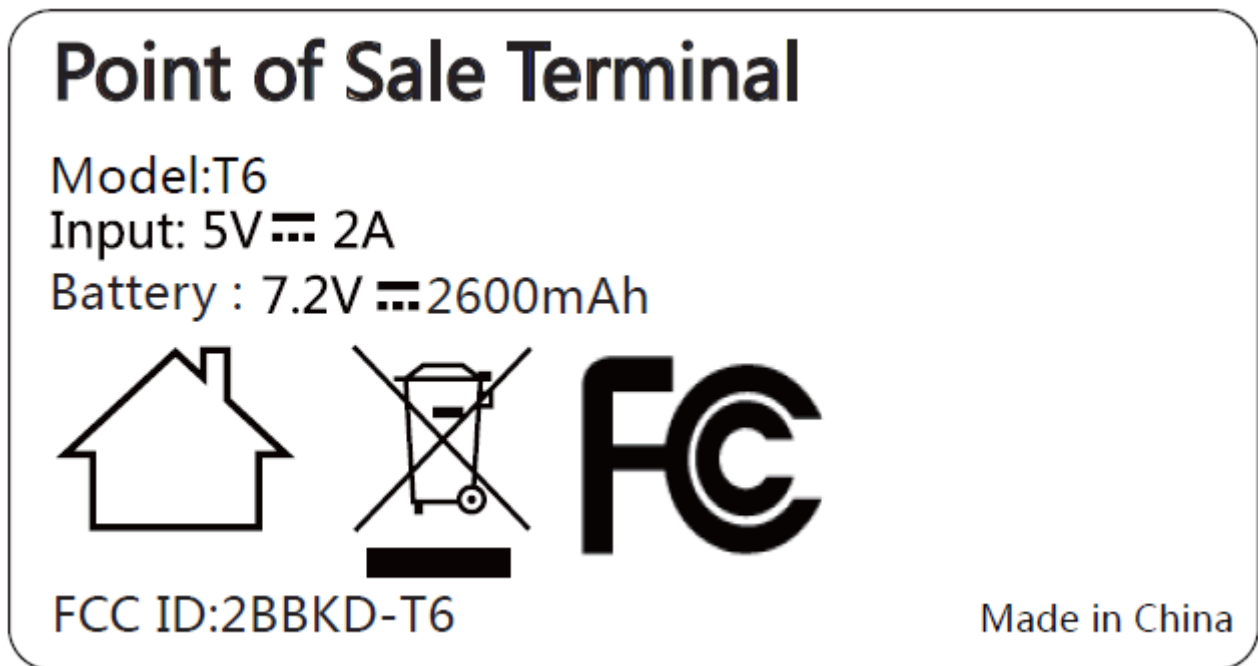 Point of Sale Terminal
Model:T6
Input: 5V ⎓ 2A
Battery : 7.2V ⎓ 2600mAh
FCC
FCC ID:2BBKD-T6
Made in China